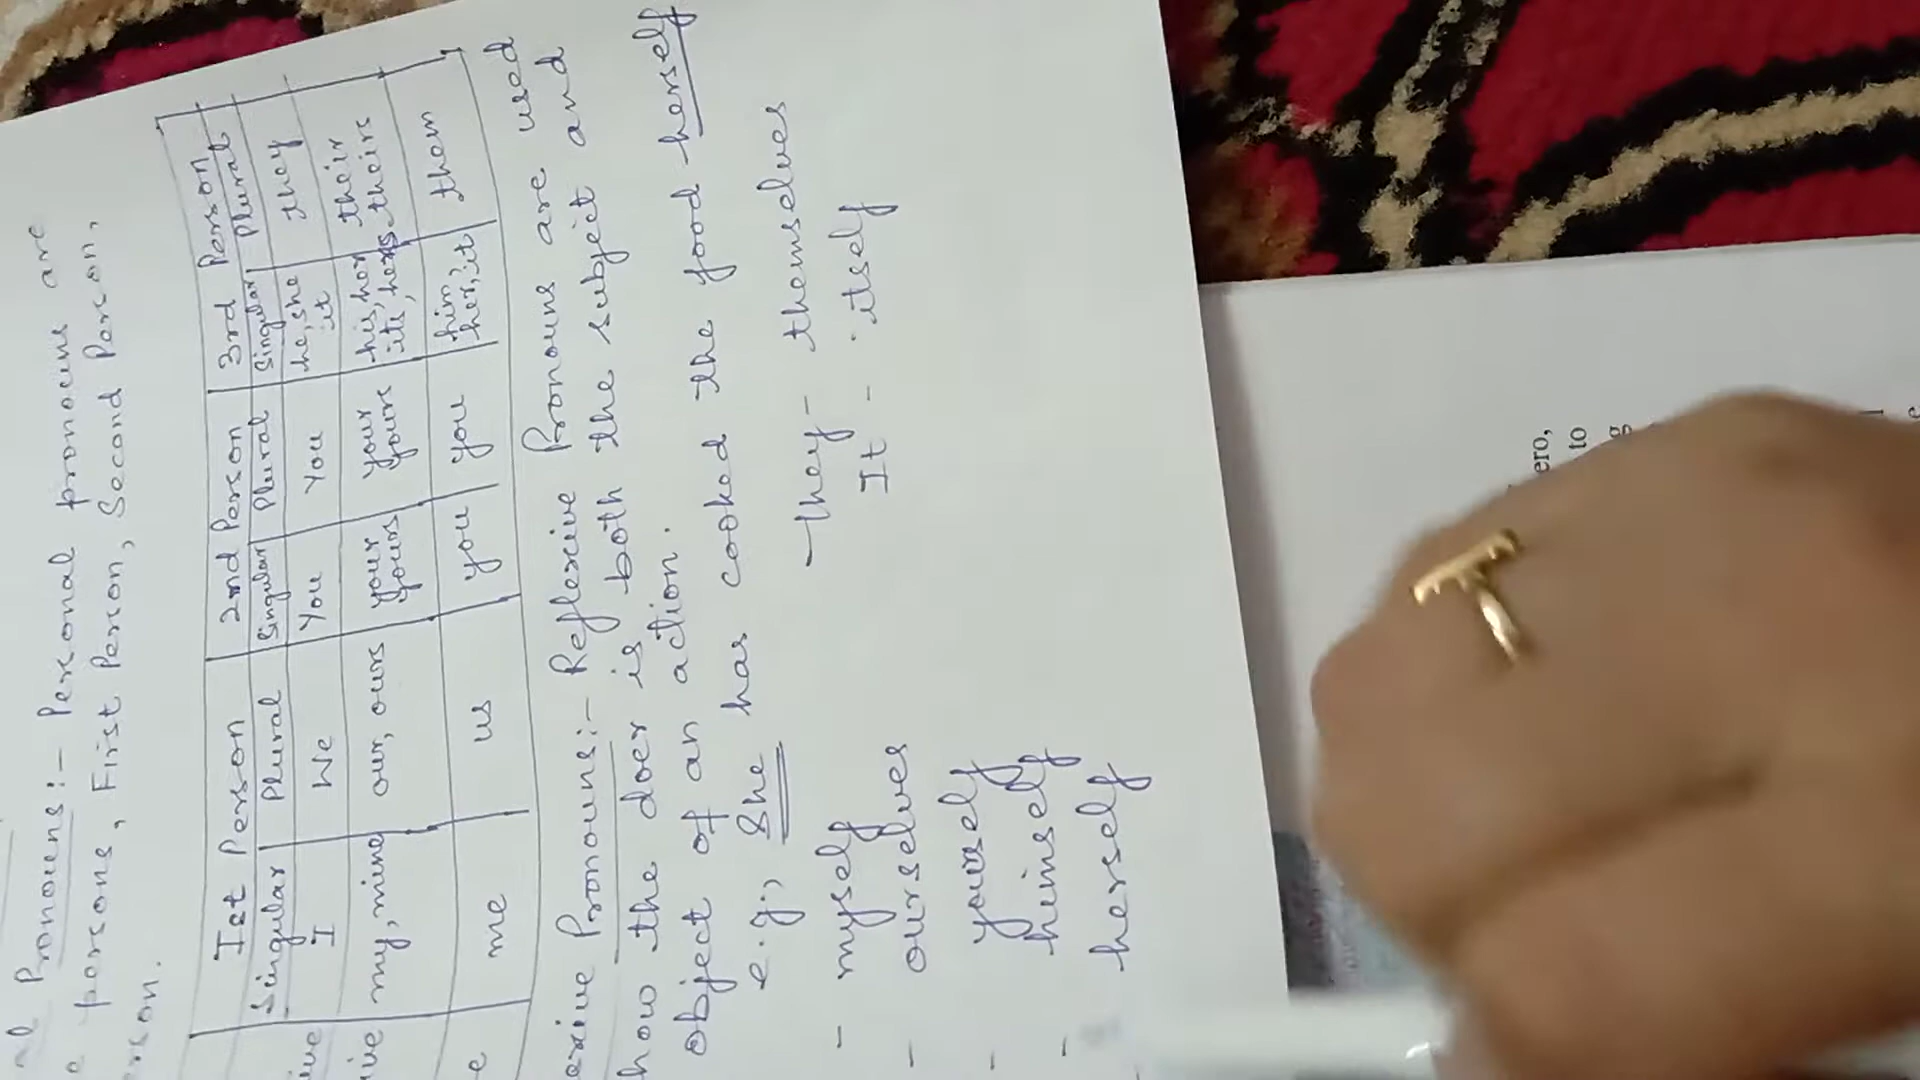 Pronouns:- Personal pronouns are
persons, First Person, Second Person,
Ist Person 2nd Person 3rd Person
Singular Plural Singular Plural Singular Plural
I We You You he, she it they
my, mine our, ours your yours your yours his, her its, hers their theirs
me us you you him, her, it them
Pronouns:- Reflexive Pronouns are used
how the doer is both the subject and
object of an action.
e.g., She has cooked the food herself
- myself They - themselves
- ourselves It - itself
- yourself
- himself
- herself
ero,
to